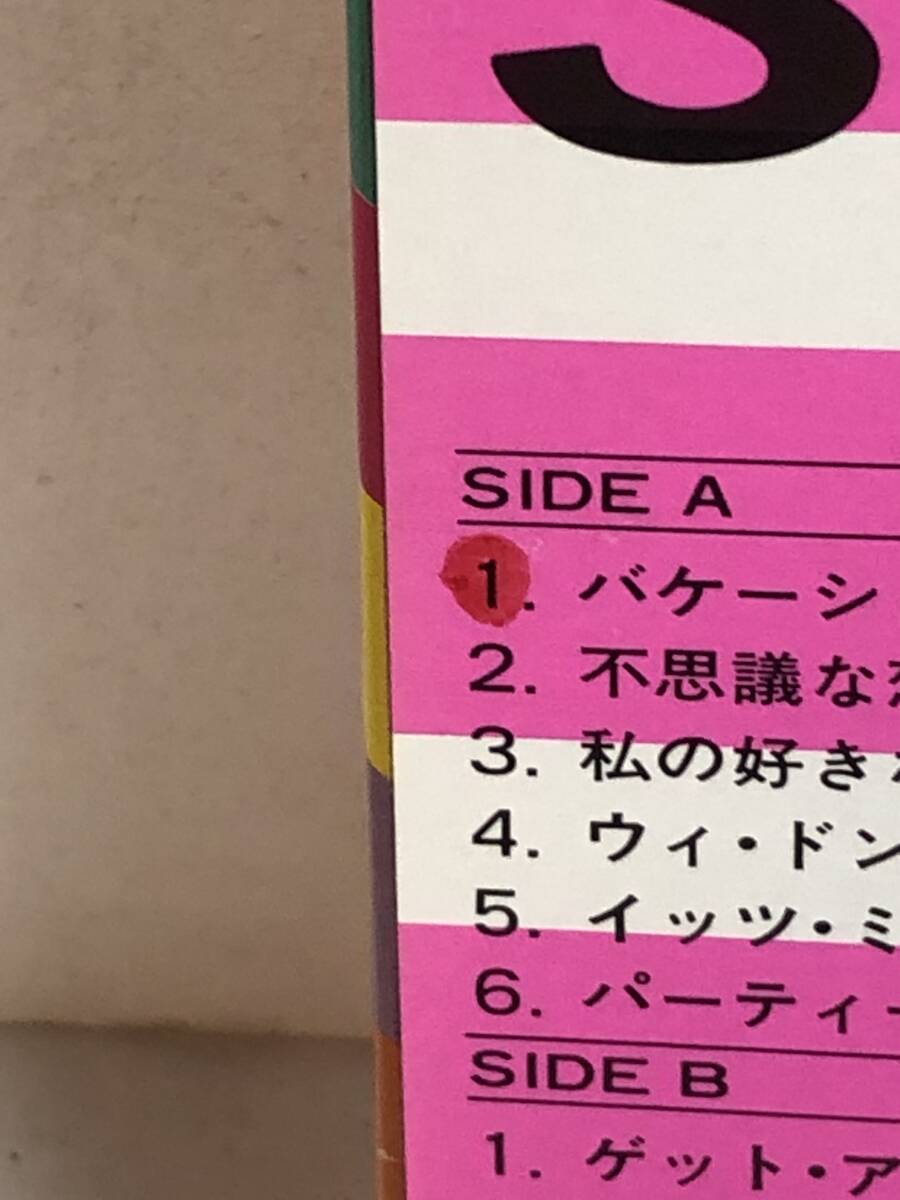 S
SIDE A
1. バケーシ
2. 不思議な
3. 私の好き
4. ウィ・ドン
5. イッツ・ミ
6. パーティー
SIDE B
1. ゲット・ア